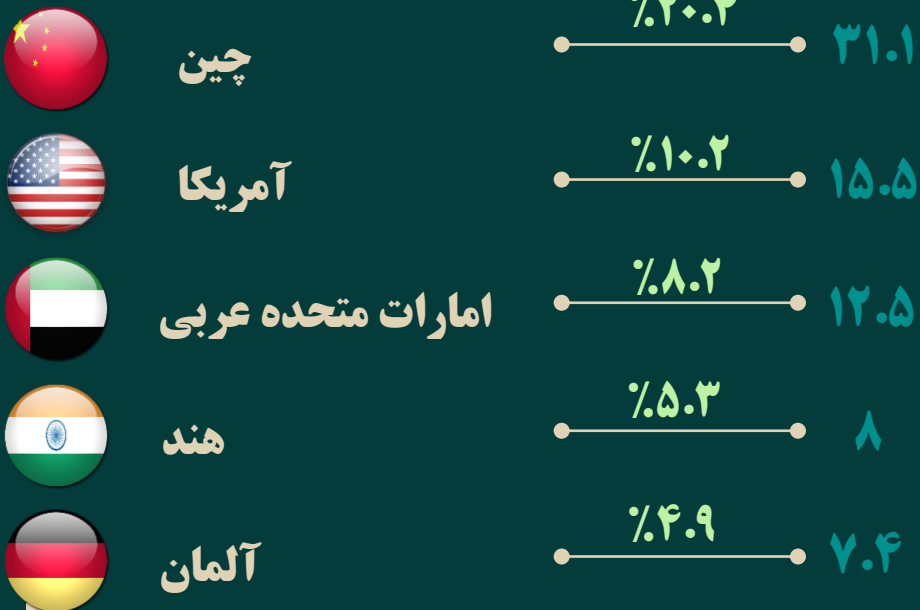 ۳۱.۱ چین
۱۵.۵ ٪۱۰.۲ آمریکا
۱۲.۵ ٪۸.۲ امارات متحده عربی
۸ ٪۵.۳ هند
۷.۴ ٪۴.۹ آلمان